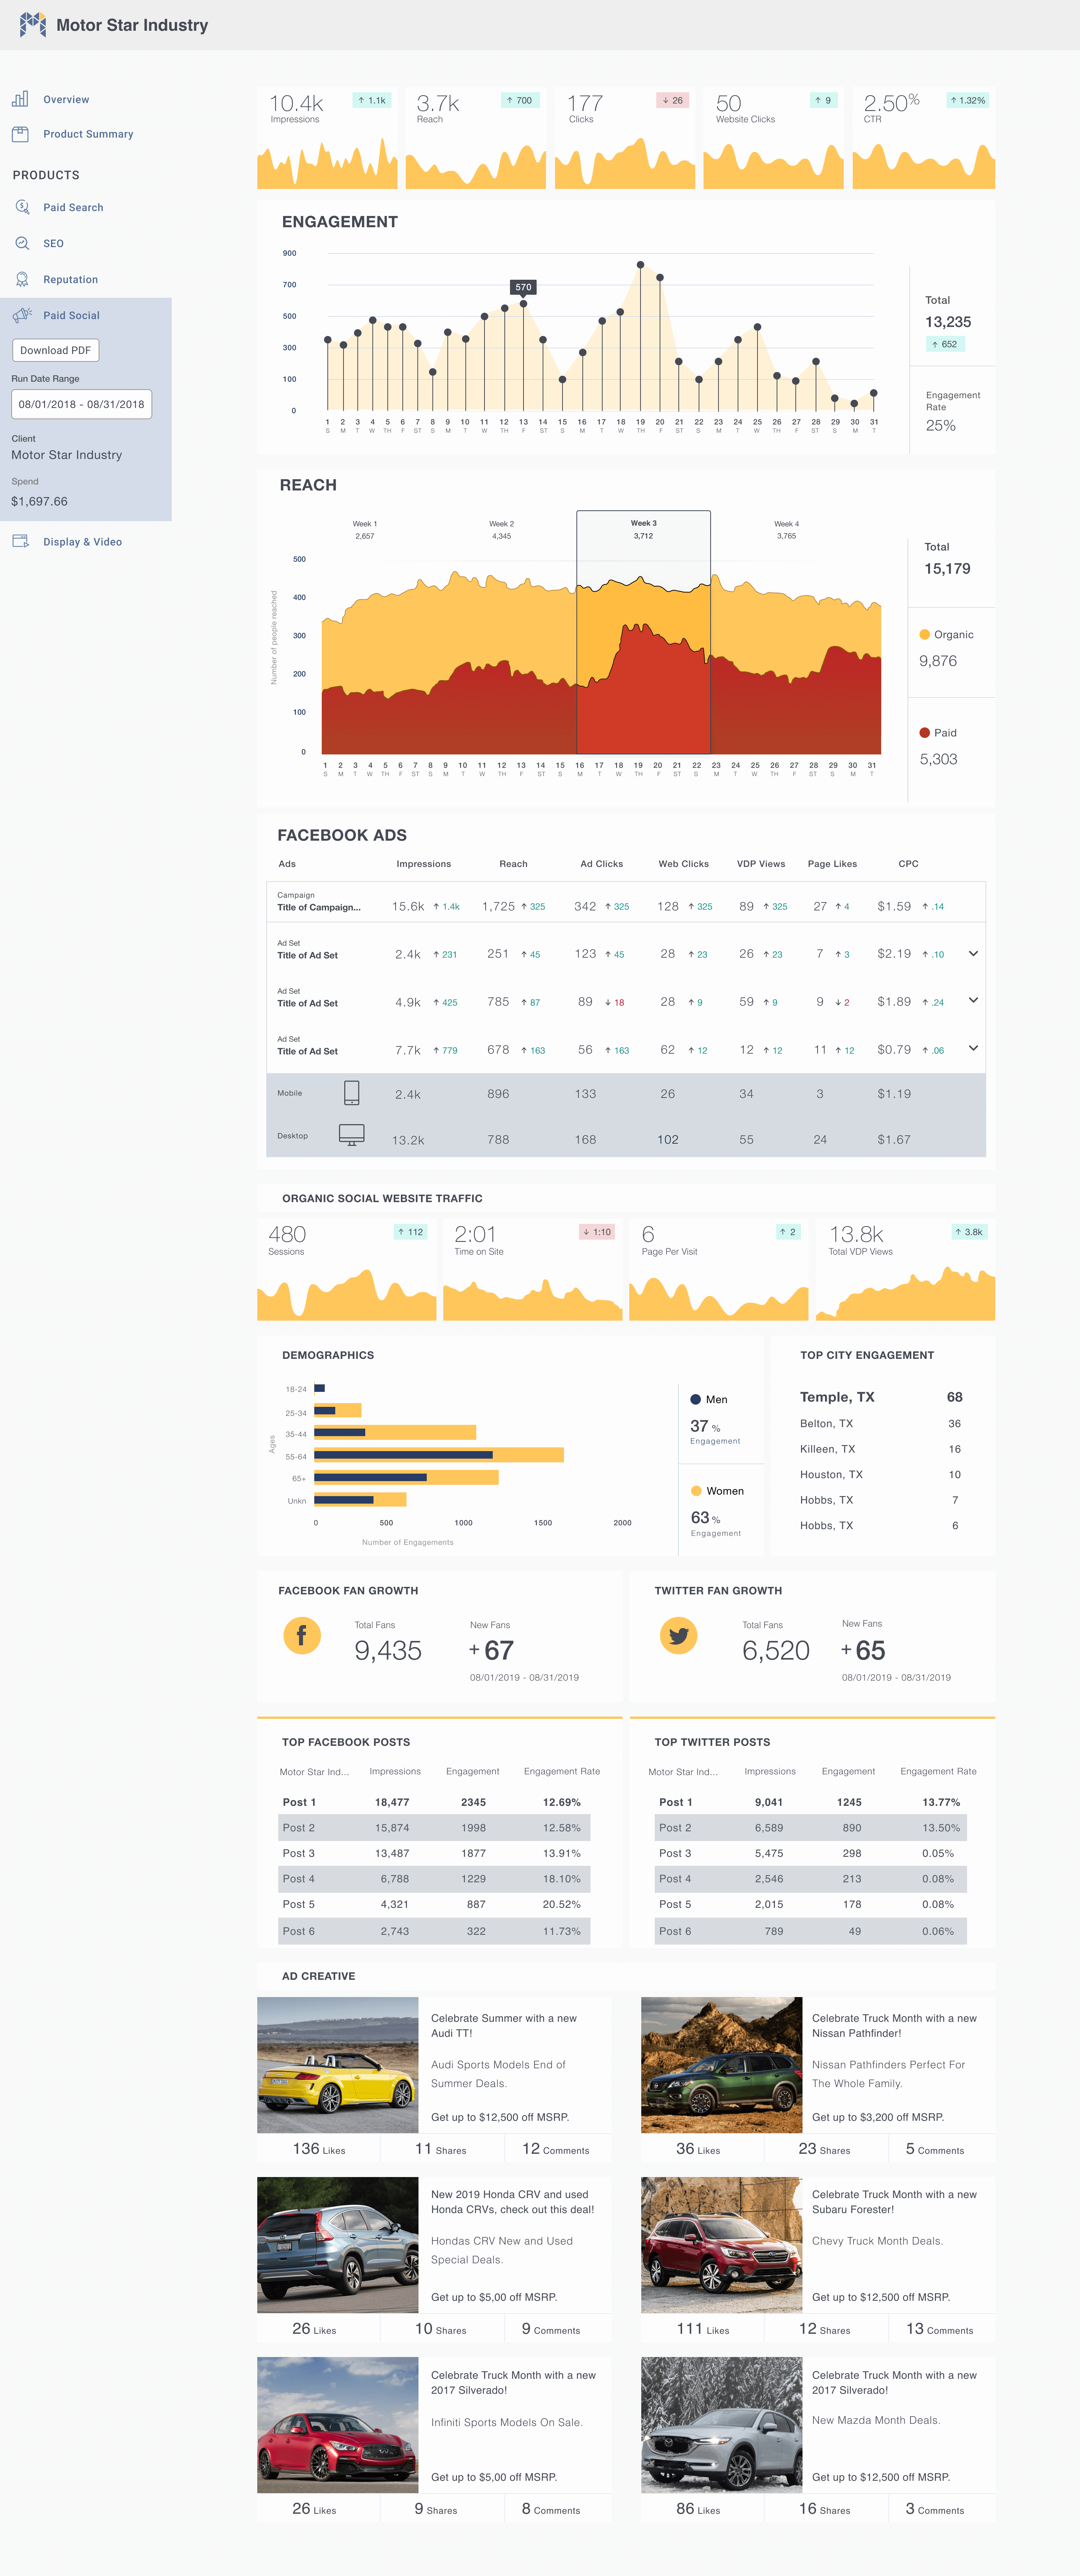 Motor Star Industry
Overview
Product Summary
PRODUCTS
Paid Search
SEO
Reputation
Paid Social
Download PDF
Run Date Range
08/01/2018 - 08/31/2018
Client
Motor Star Industry
Spend
$1,697.66
Display & Video
10.4k ↑ 1.1k
Impressions
3.7k ↑ 700
Reach
177 ↓ 26
Clicks
50 ↑ 9
Website Clicks
2.50% ↑ 1.32%
CTR
ENGAGEMENT
900
700
500
300
100
0
570
1 2 3 4 5 6 7 8 9 10 11 12 13 14 15 16 17 18 19 20 21 22 23 24 25 26 27 28 29 30 31
S M T W TH F ST S M T W TH F ST S M T W TH F ST S M T W TH F ST S M T
Total
13,235
↑ 652
Engagement
Rate
25%
REACH
Week 1
2,657
Week 2
4,345
Week 3
3,712
Week 4
3,765
Number of people reached
500
400
300
200
100
0
1 2 3 4 5 6 7 8 9 10 11 12 13 14 15 16 17 18 19 20 21 22 23 24 25 26 27 28 29 30 31
S M T W TH F ST S M T W TH F ST S M T W TH F ST S M T W TH F ST S M T
Total
15,179
Organic
9,876
Paid
5,303
FACEBOOK ADS
Ads Impressions Reach Ad Clicks Web Clicks VDP Views Page Likes CPC
Campaign
Title of Campaign... 15.6k ↑ 1.4k 1,725 ↑ 325 342 ↑ 325 128 ↑ 325 89 ↑ 325 27 ↑ 4 $1.59 ↑ .14
Ad Set
Title of Ad Set 2.4k ↑ 231 251 ↑ 45 123 ↑ 45 28 ↑ 23 26 ↑ 23 7 ↑ 3 $2.19 ↑ .10
Ad Set
Title of Ad Set 4.9k ↑ 425 785 ↑ 87 89 ↓ 18 28 ↑ 9 59 ↑ 9 9 ↓ 2 $1.89 ↑ .24
Ad Set
Title of Ad Set 7.7k ↑ 779 678 ↑ 163 56 ↑ 163 62 ↑ 12 12 ↑ 12 11 ↑ 12 $0.79 ↑ .06
Mobile 2.4k 896 133 26 34 3 $1.19
Desktop 13.2k 788 168 102 55 24 $1.67
ORGANIC SOCIAL WEBSITE TRAFFIC
480 ↑ 112
Sessions
2:01 ↓ 1:10
Time on Site
6 ↑ 2
Page Per Visit
13.8k ↑ 3.8k
Total VDP Views
DEMOGRAPHICS
Ages
18-24
25-34
35-44
55-64
65+
Unkn
0 500 1000 1500 2000
Number of Engagements
Men
37 %
Engagement
Women
63 %
Engagement
TOP CITY ENGAGEMENT
Temple, TX 68
Belton, TX 36
Killeen, TX 16
Houston, TX 10
Hobbs, TX 7
Hobbs, TX 6
FACEBOOK FAN GROWTH
Total Fans
9,435
New Fans
+ 67
08/01/2019 - 08/31/2019
TWITTER FAN GROWTH
Total Fans
6,520
New Fans
+ 65
08/01/2019 - 08/31/2019
TOP FACEBOOK POSTS
Motor Star Ind... Impressions Engagement Engagement Rate
Post 1 18,477 2345 12.69%
Post 2 15,874 1998 12.58%
Post 3 13,487 1877 13.91%
Post 4 6,788 1229 18.10%
Post 5 4,321 887 20.52%
Post 6 2,743 322 11.73%
TOP TWITTER POSTS
Motor Star Ind... Impressions Engagement Engagement Rate
Post 1 9,041 1245 13.77%
Post 2 6,589 890 13.50%
Post 3 5,475 298 0.05%
Post 4 2,546 213 0.08%
Post 5 2,015 178 0.08%
Post 6 789 49 0.06%
AD CREATIVE
Celebrate Summer with a new
Audi TT!
Audi Sports Models End of
Summer Deals.
Get up to $12,500 off MSRP.
136 Likes 11 Shares 12 Comments
Celebrate Truck Month with a new
Nissan Pathfinder!
Nissan Pathfinders Perfect For
The Whole Family.
Get up to $3,200 off MSRP.
36 Likes 23 Shares 5 Comments
New 2019 Honda CRV and used
Honda CRVs, check out this deal!
Hondas CRV New and Used
Special Deals.
Get up to $5,00 off MSRP.
26 Likes 10 Shares 9 Comments
Celebrate Truck Month with a new
Subaru Forester!
Chevy Truck Month Deals.
Get up to $12,500 off MSRP.
111 Likes 12 Shares 13 Comments
Celebrate Truck Month with a new
2017 Silverado!
Infiniti Sports Models On Sale.
Get up to $5,00 off MSRP.
26 Likes 9 Shares 8 Comments
Celebrate Truck Month with a new
2017 Silverado!
New Mazda Month Deals.
Get up to $12,500 off MSRP.
86 Likes 16 Shares 3 Comments